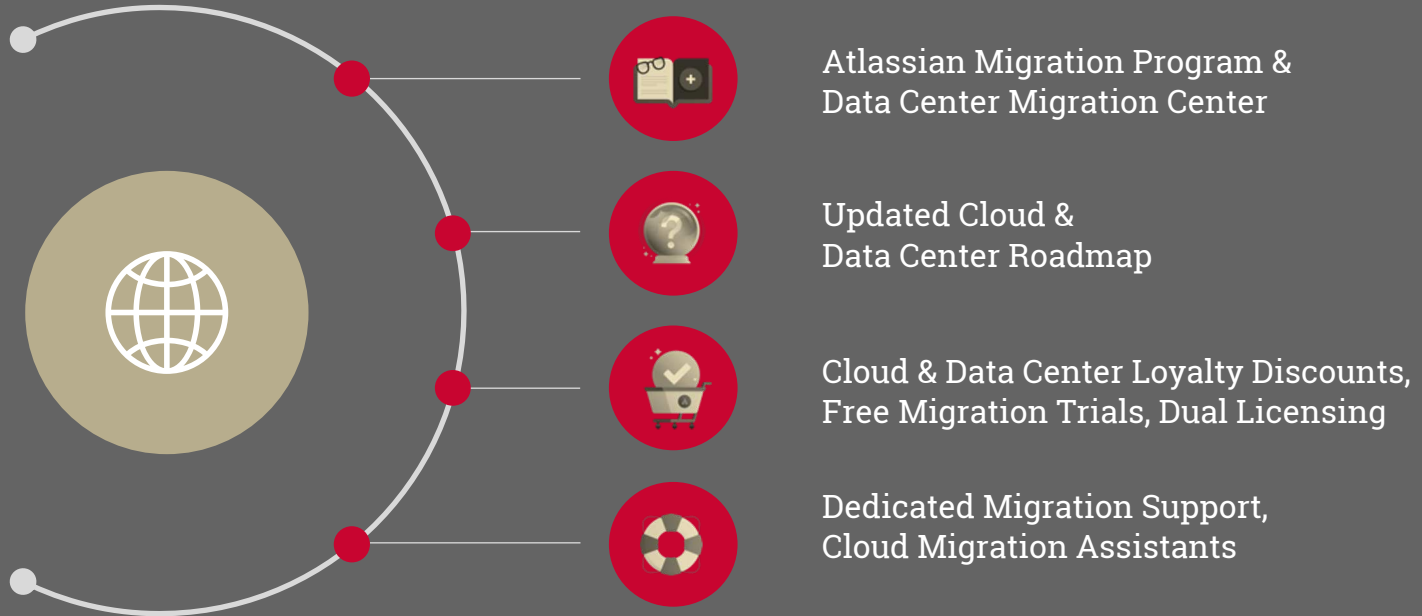 Atlassian Migration Program &
Data Center Migration Center
Updated Cloud &
Data Center Roadmap
Cloud & Data Center Loyalty Discounts,
Free Migration Trials, Dual Licensing
Dedicated Migration Support,
Cloud Migration Assistants